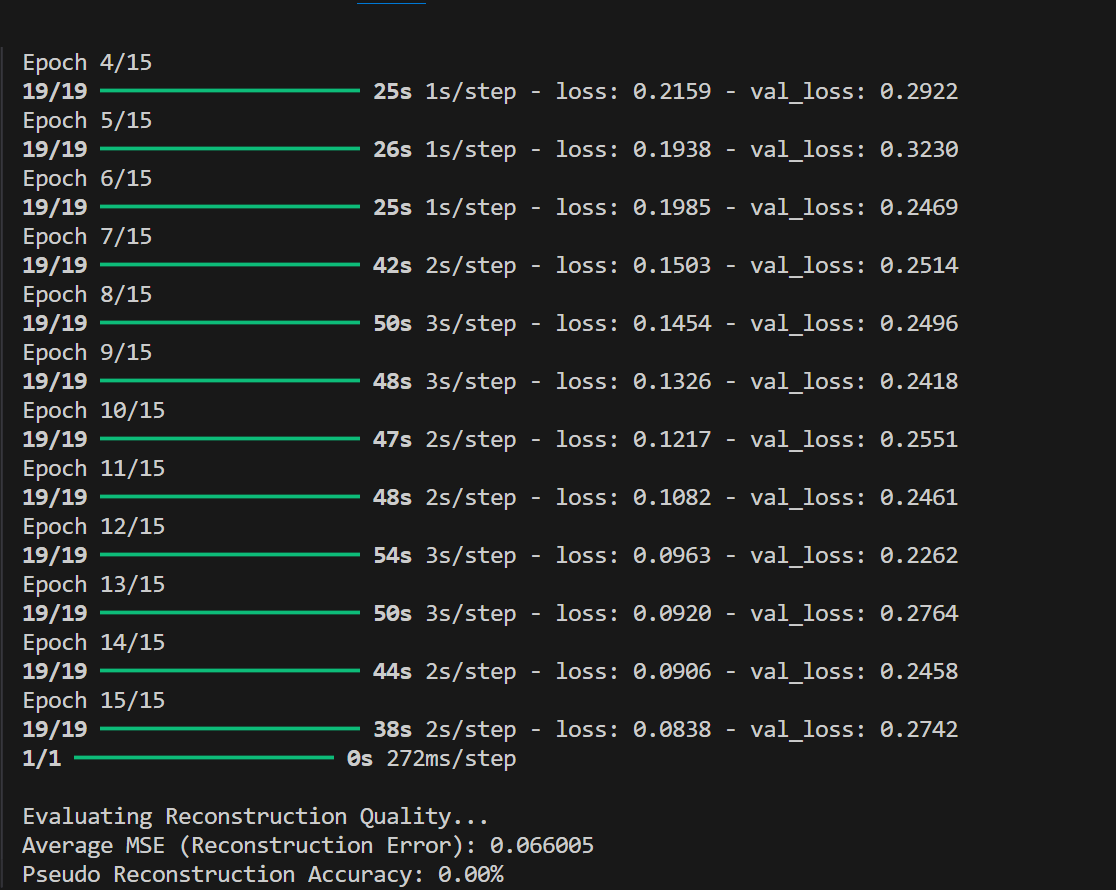 Epoch 4/15
19/19 25s 1s/step - loss: 0.2159 - val_loss: 0.2922
Epoch 5/15
19/19 26s 1s/step - loss: 0.1938 - val_loss: 0.3230
Epoch 6/15
19/19 25s 1s/step - loss: 0.1985 - val_loss: 0.2469
Epoch 7/15
19/19 42s 2s/step - loss: 0.1503 - val_loss: 0.2514
Epoch 8/15
19/19 50s 3s/step - loss: 0.1454 - val_loss: 0.2496
Epoch 9/15
19/19 48s 3s/step - loss: 0.1326 - val_loss: 0.2418
Epoch 10/15
19/19 47s 2s/step - loss: 0.1217 - val_loss: 0.2551
Epoch 11/15
19/19 48s 2s/step - loss: 0.1082 - val_loss: 0.2461
Epoch 12/15
19/19 54s 3s/step - loss: 0.0963 - val_loss: 0.2262
Epoch 13/15
19/19 50s 3s/step - loss: 0.0920 - val_loss: 0.2764
Epoch 14/15
19/19 44s 2s/step - loss: 0.0906 - val_loss: 0.2458
Epoch 15/15
19/19 38s 2s/step - loss: 0.0838 - val_loss: 0.2742
1/1 0s 272ms/step
Evaluating Reconstruction Quality...
Average MSE (Reconstruction Error): 0.066005
Pseudo Reconstruction Accuracy: 0.00%